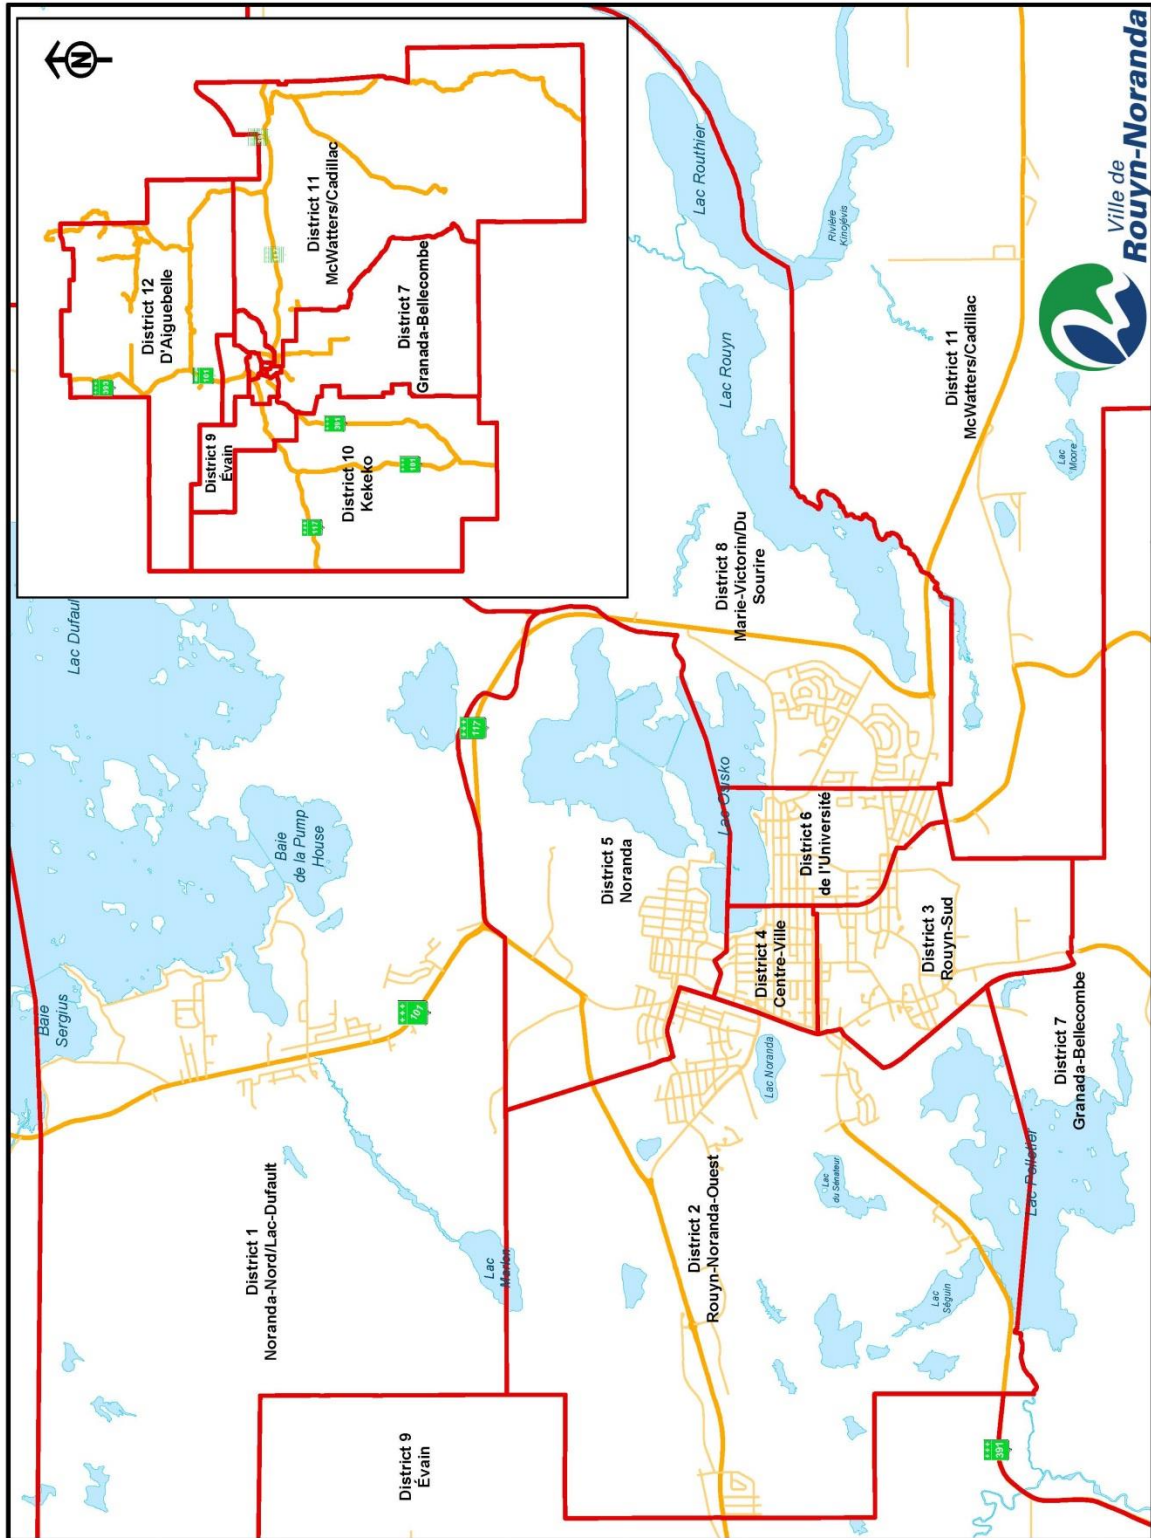 Lac Dufault
Baie
Sergius
Baie
de la Pump
House
District 1
Noranda-Nord/Lac-Dufault
101
117
Lac
Marlon
District 9
Évain
District 2
Rouyn-Noranda-Ouest
District 5
Noranda
Lac Osisko
District 8
Marie-Victorin/Du
Sourire
Lac Rouyn
Lac Routhier
Rivière
Kinojévis
District 4
Centre-Ville
District 6
de l'Université
Lac Noranda
Lac
du Sénateur
Lac
Séguin
District 3
Rouyn-Sud
District 11
McWatters/Cadillac
Lac
Moore
Lac Pelletier
District 7
Granada-Bellecombe
391
N
393
101
District 12
D'Aiguebelle
District 9
Évain
District 10
Kekeko
117
391
101
District 11
McWatters/Cadillac
District 7
Granada-Bellecombe
Ville de
Rouyn-Noranda